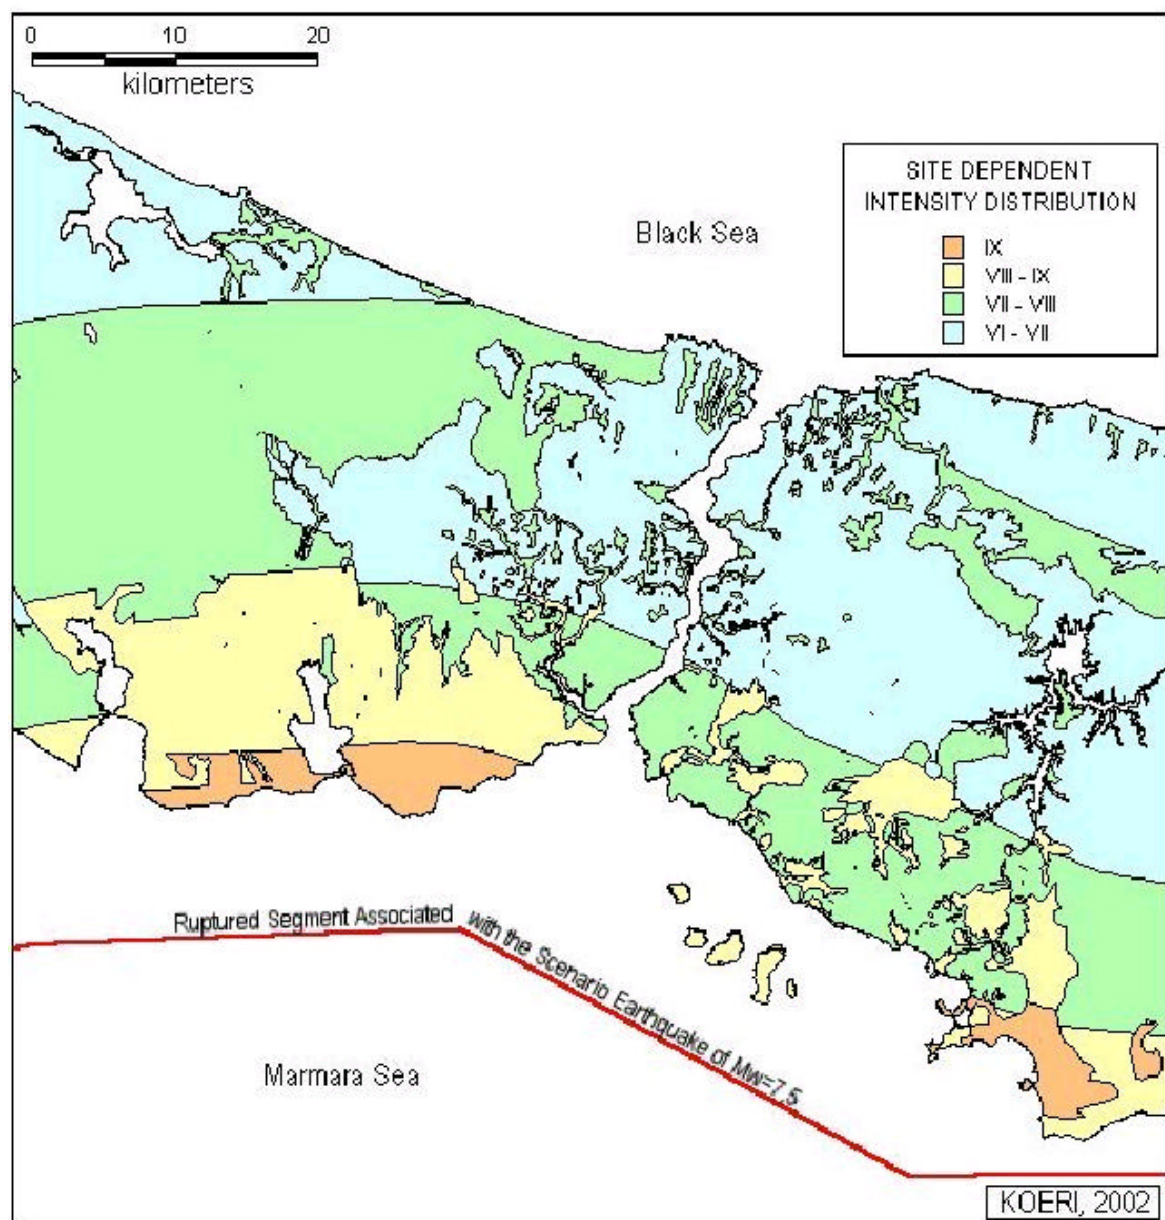 0 10 20
kilometers
SITE DEPENDENT
INTENSITY DISTRIBUTION
IX
VIII - IX
VII - VIII
VI - VII
Black Sea
Ruptured Segment Associated with the Scenario Earthquake of Mw=7.5
Marmara Sea
KOERI, 2002